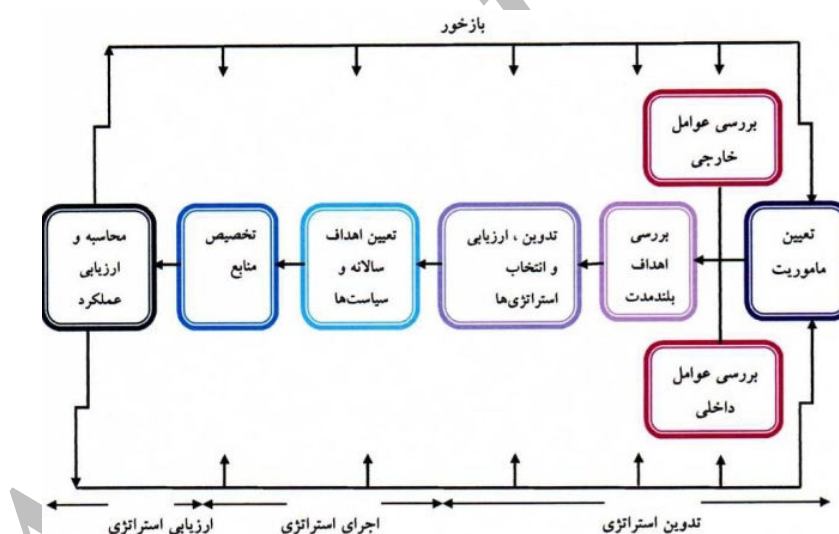 بازخور
بررسی عوامل
خارجی
تعیین
ماموریت
بررسی
اهداف
بلندمدت
تدوین ، ارزیابی
و انتخاب
استراتژی‌ها
تعیین اهداف
سالانه و
سیاست‌ها
تخصیص
منابع
محاسبه و
ارزیابی
عملکرد
بررسی عوامل
داخلی
تدوین استراتژی
اجرای استراتژی
ارزیابی استراتژی